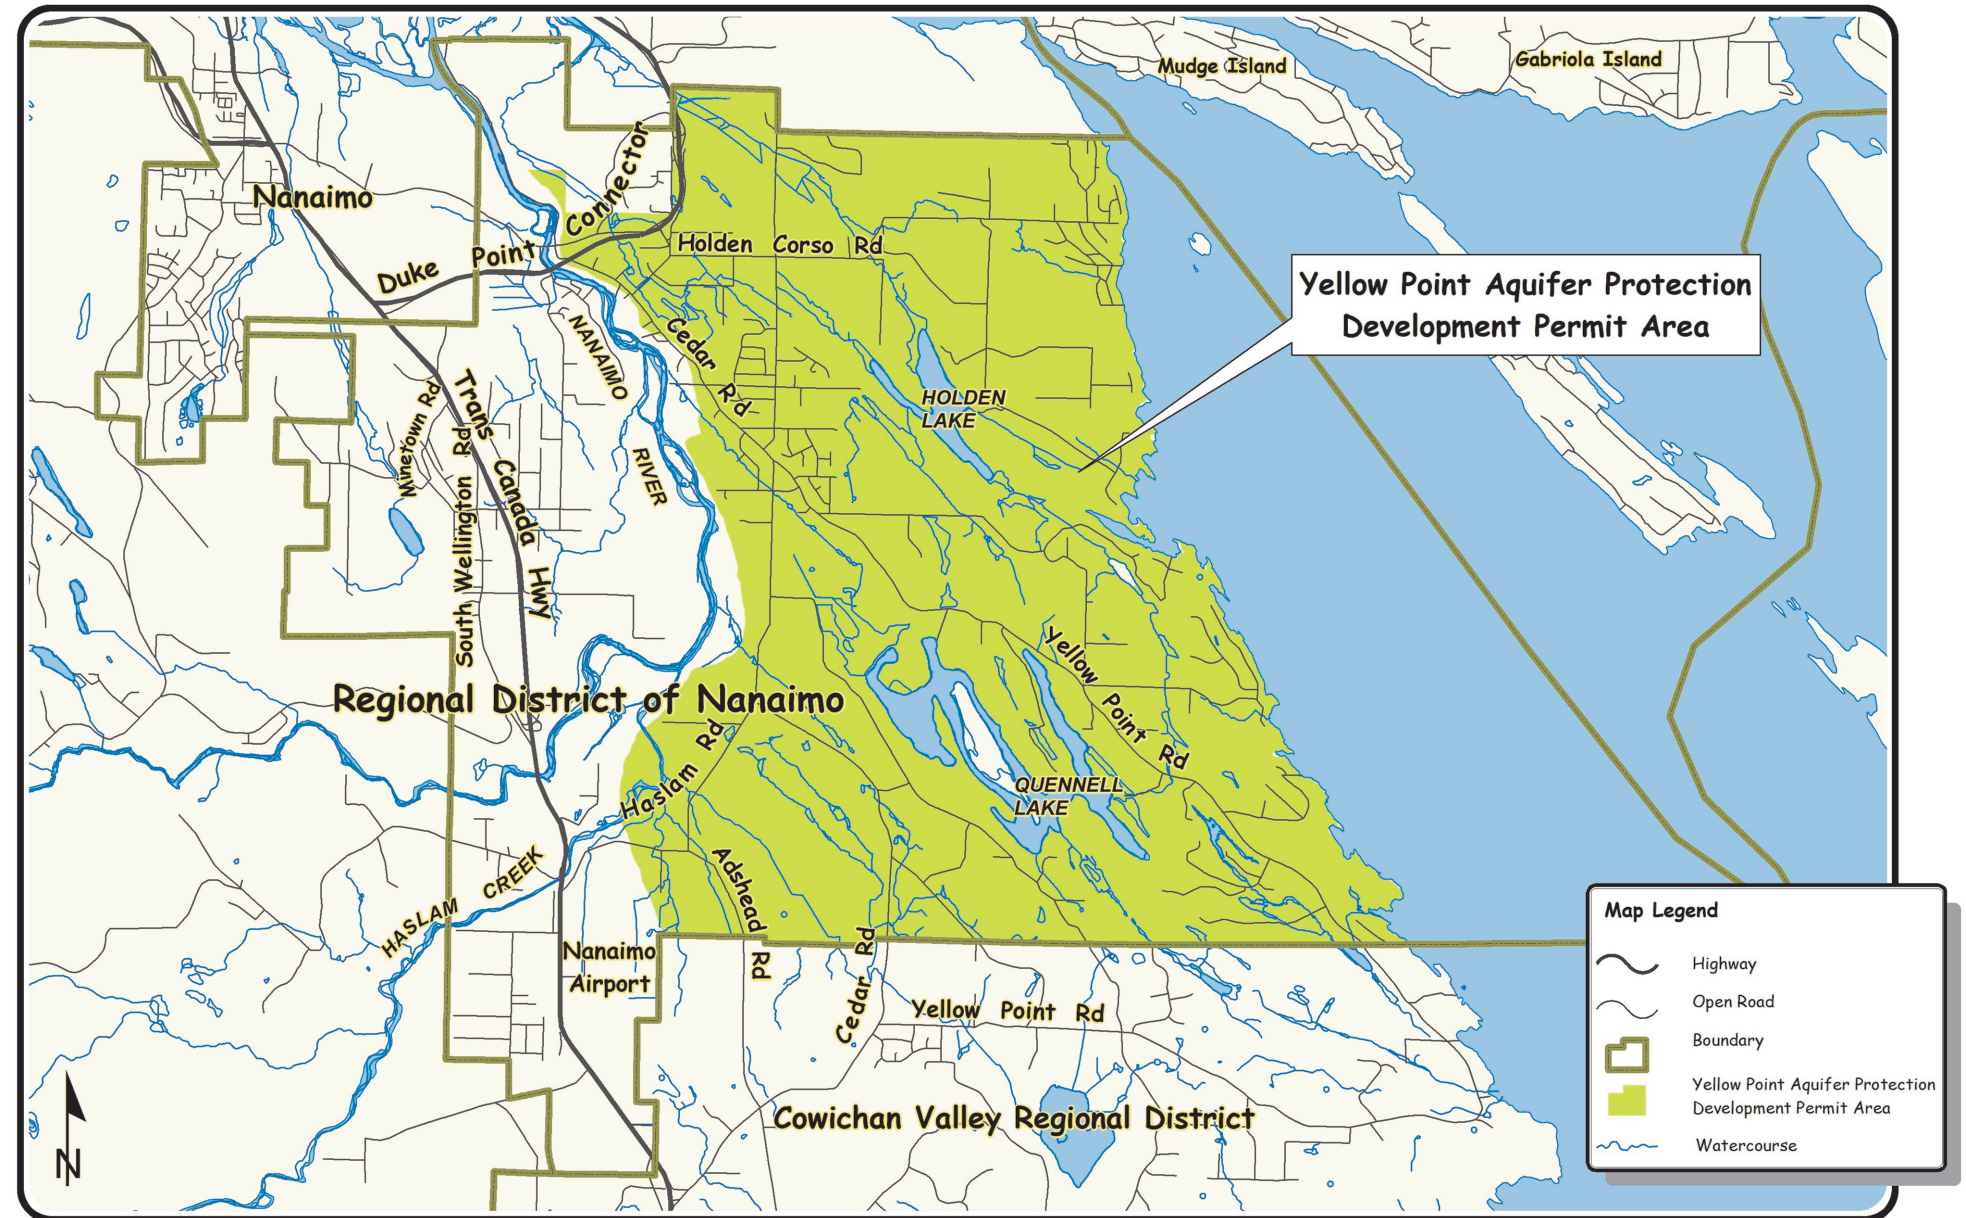 Mudge Island
Gabriola Island
Nanaimo
Duke Point Connector
Holden Corso Rd
Yellow Point Aquifer Protection
Development Permit Area
NANAIMO RIVER
Cedar Rd
HOLDEN
LAKE
Minetown Rd
Trans Canada Hwy
South Wellington Rd
Yellow Point Rd
Regional District of Nanaimo
Haslam Rd
QUENNELL
LAKE
HASLAM CREEK
Adshead Rd
Nanaimo
Airport
Cedar Rd
Yellow Point Rd
Cowichan Valley Regional District
N
Map Legend
Highway
Open Road
Boundary
Yellow Point Aquifer Protection
Development Permit Area
Watercourse